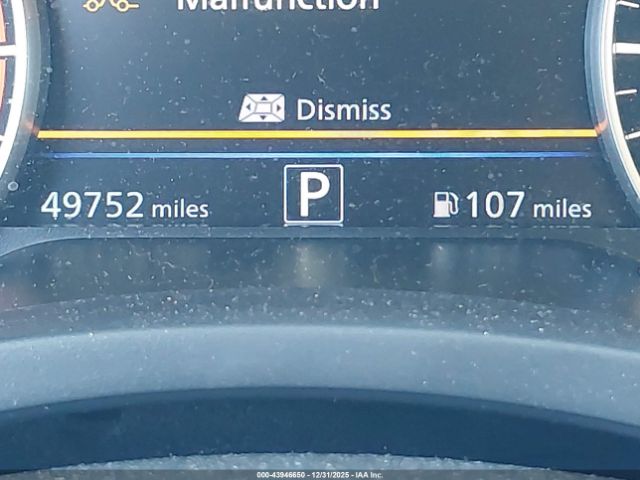 Malfunction
Dismiss
49752 miles P 107 miles
000-43946650 - 12/31/2025 - IAA Inc.